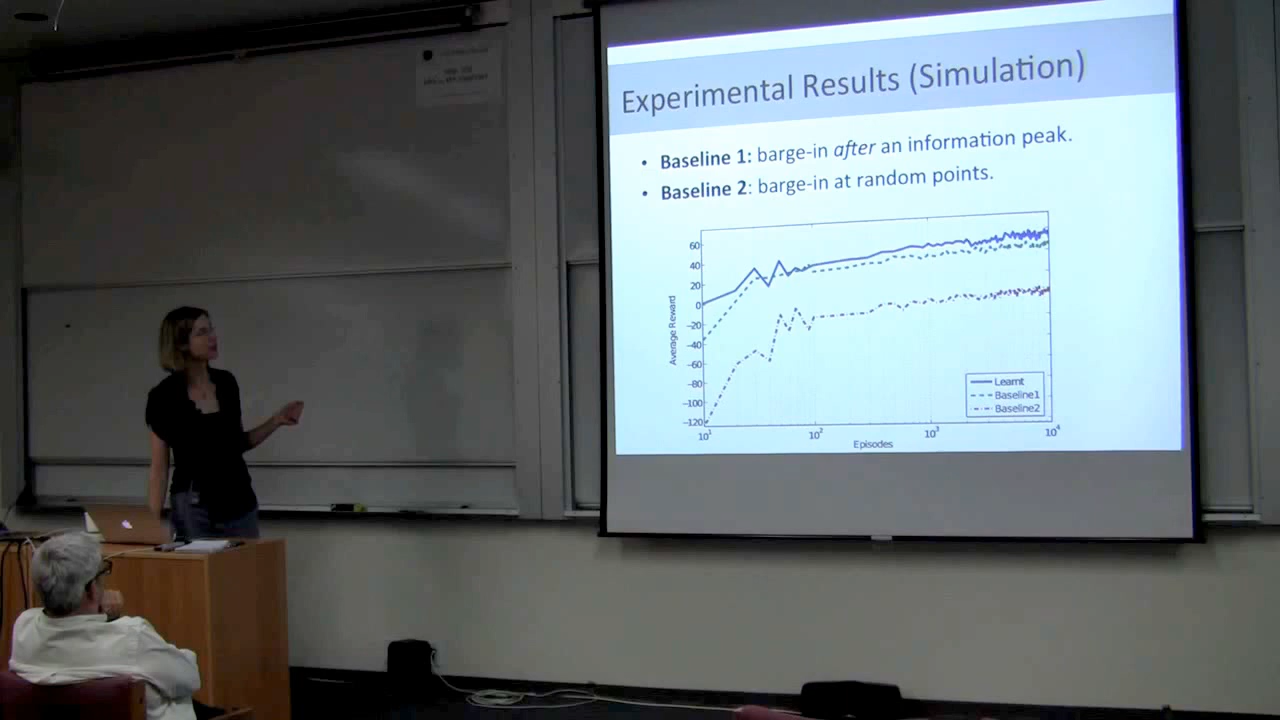 Experimental Results (Simulation)
• Baseline 1: barge-in after an information peak.
• Baseline 2: barge-in at random points.
60
40
20
0
−20
−40
−60
−80
−100
−120
Average Reward
Learnt
Baseline1
Baseline2
10¹ 10² 10³ 10⁴
Episodes